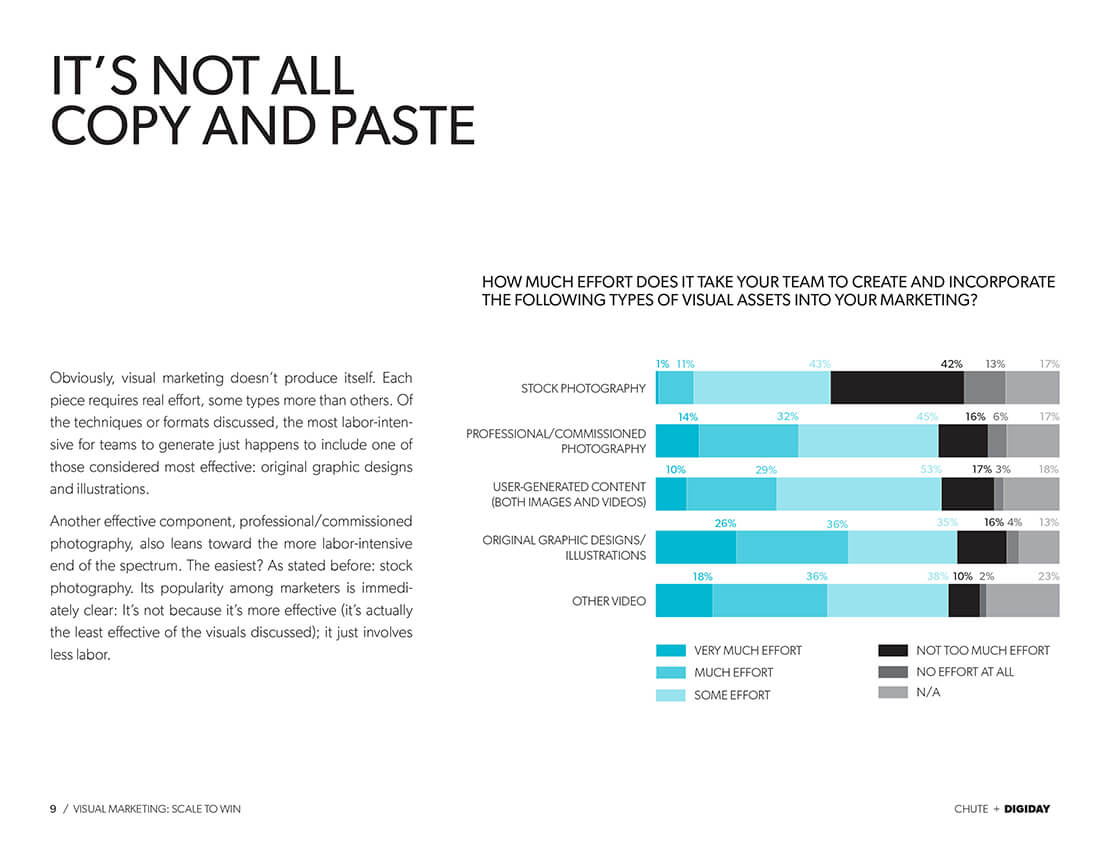 IT’S NOT ALL
COPY AND PASTE
HOW MUCH EFFORT DOES IT TAKE YOUR TEAM TO CREATE AND INCORPORATE
THE FOLLOWING TYPES OF VISUAL ASSETS INTO YOUR MARKETING?
Obviously, visual marketing doesn’t produce itself. Each
piece requires real effort, some types more than others. Of
the techniques or formats discussed, the most labor-inten-
sive for teams to generate just happens to include one of
those considered most effective: original graphic designs
and illustrations.
Another effective component, professional/commissioned
photography, also leans toward the more labor-intensive
end of the spectrum. The easiest? As stated before: stock
photography. Its popularity among marketers is immedi-
ately clear: It’s not because it’s more effective (it’s actually
the least effective of the visuals discussed); it just involves
less labor.
1% 11% 43% 42% 13% 17%
STOCK PHOTOGRAPHY
14% 32% 45% 16% 6% 17%
PROFESSIONAL/COMMISSIONED
PHOTOGRAPHY
10% 29% 53% 17% 3% 18%
USER-GENERATED CONTENT
(BOTH IMAGES AND VIDEOS)
26% 36% 35% 16% 4% 13%
ORIGINAL GRAPHIC DESIGNS/
ILLUSTRATIONS
18% 36% 38% 10% 2% 23%
OTHER VIDEO
VERY MUCH EFFORT
MUCH EFFORT
SOME EFFORT
NOT TOO MUCH EFFORT
NO EFFORT AT ALL
N/A
9 / VISUAL MARKETING: SCALE TO WIN
CHUTE + DIGIDAY